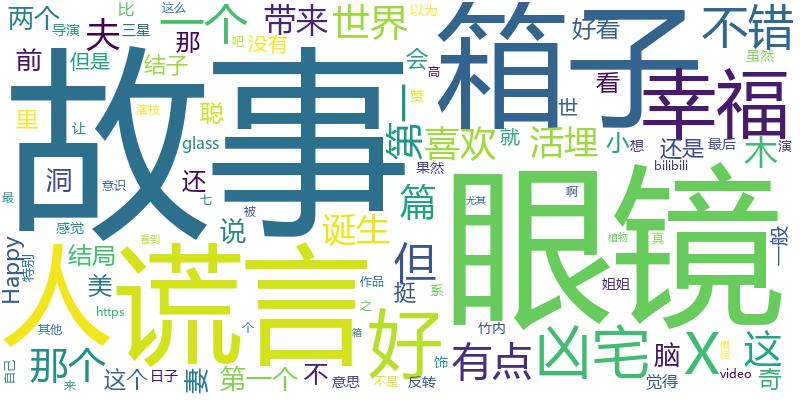 两个
比
这么
导演
三星
夫
一个
带来
那
没有
吧
世界
以为
箱子
好看
不错
虽然
前
但是
结子
会
高
赞
看
幸福
里
让
演技
聪
故事
第一
喜欢
就
活埋
世
小
想
还是
最后
木
演
glass
果然
bilibili
洞
意识
还
七
被
篇
尤其
啊
眼镜
最
感觉
说
诞生
植物
真
一般
Happy
特别
人
结局
看到
谎言
但
作品
系
姐姐
美
挺
之
https
其他
个
箱
好
竹内
凶宅
X
这
那个
有点
脑
奇
自己
来
这个
日子
妻
第一个
不
意思
不是
反转
饰
觉得
video